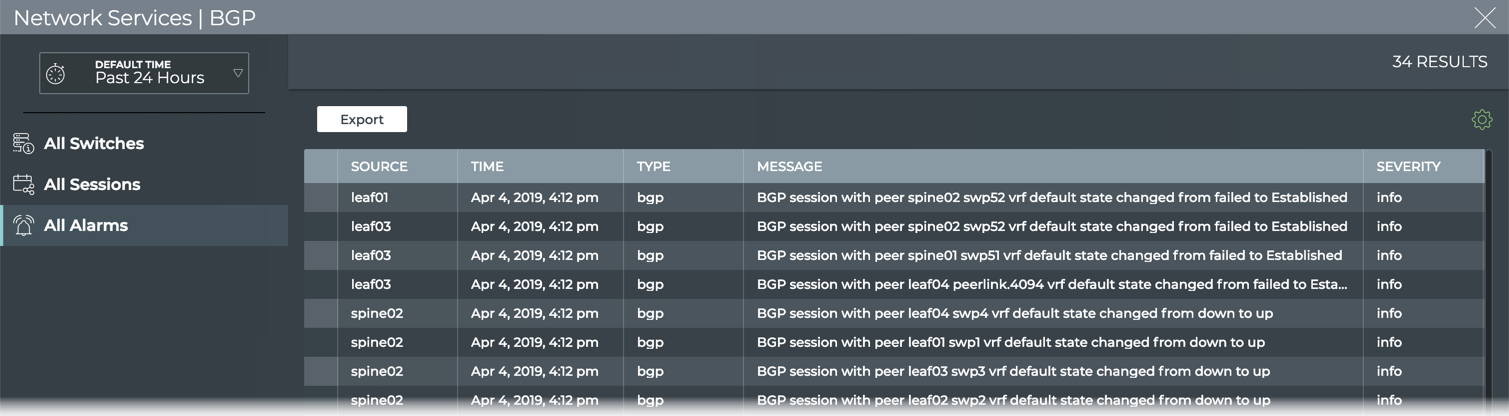 Network Services | BGP
DEFAULT TIME
Past 24 Hours
34 RESULTS
All Switches
All Sessions
All Alarms
Export
SOURCE TIME TYPE MESSAGE SEVERITY
leaf01 Apr 4, 2019, 4:12 pm bgp BGP session with peer spine02 swp52 vrf default state changed from failed to Established info
leaf03 Apr 4, 2019, 4:12 pm bgp BGP session with peer spine02 swp52 vrf default state changed from failed to Established info
leaf03 Apr 4, 2019, 4:12 pm bgp BGP session with peer spine01 swp51 vrf default state changed from failed to Established info
leaf03 Apr 4, 2019, 4:12 pm bgp BGP session with peer leaf04 peerlink.4094 vrf default state changed from failed to Esta... info
spine02 Apr 4, 2019, 4:12 pm bgp BGP session with peer leaf04 swp4 vrf default state changed from down to up info
spine02 Apr 4, 2019, 4:12 pm bgp BGP session with peer leaf01 swp1 vrf default state changed from down to up info
spine02 Apr 4, 2019, 4:12 pm bgp BGP session with peer leaf03 swp3 vrf default state changed from down to up info
spine02 Apr 4, 2019, 4:12 pm bgp BGP session with peer leaf02 swp2 vrf default state changed from down to up info